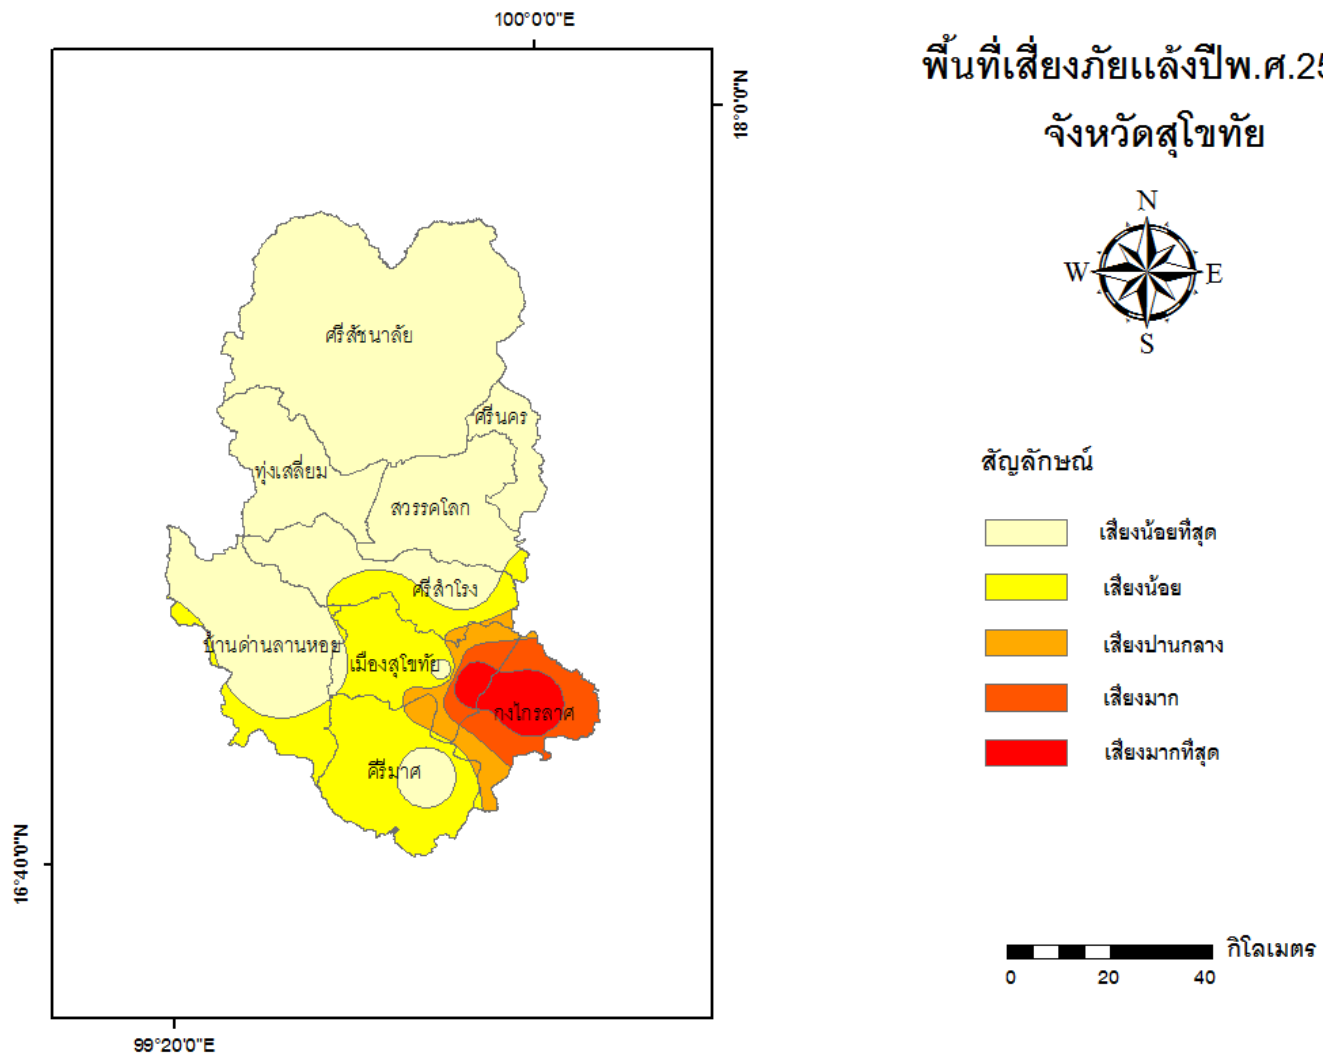 100°0'0"E
พื้นที่เสี่ยงภัยแล้งปีพ.ศ.25
จังหวัดสุโขทัย
18°0'0"N
N
W
E
S
ศรีสัชนาลัย
ศรีนคร
ทุ่งเสลี่ยม
สวรรคโลก
ศรีสำโรง
บ้านด่านลานหอย
เมืองสุโขทัย
กงไกรลาศ
คีรีมาศ
สัญลักษณ์
เสี่ยงน้อยที่สุด
เสี่ยงน้อย
เสี่ยงปานกลาง
เสี่ยงมาก
เสี่ยงมากที่สุด
16°40'0"N
กิโลเมตร
0 20 40
99°20'0"E